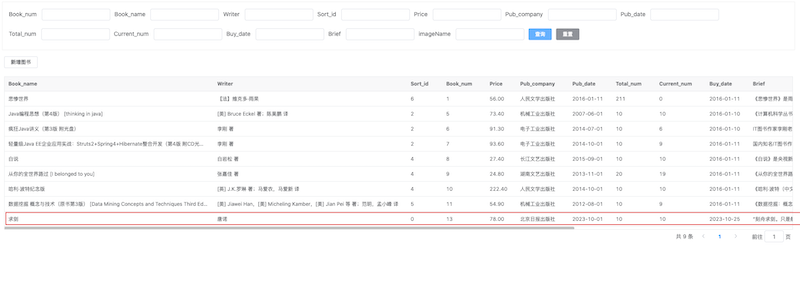 Book_num Book_name Writer Sort_id Price Pub_company Pub_date
Total_num Current_num Buy_date Brief imageName 查询 重置
新增图书
Book_name Writer Sort_id Book_num Price Pub_company Pub_date Total_num Current_num Buy_date Brief
思维世界 【法】维克多·雨果 6 1 56.00 人民文学出版社 2016-01-11 211 0 2016-01-11 《思维世界》是雨
Java编程思想（第4版） [thinking in java] [美] Bruce Eckel 著；陈昊鹏 译 2 5 73.40 机械工业出版社 2007-06-01 10 10 2016-01-11 《计算机科学丛书
疯狂Java讲义（第3版 附光盘） 李刚 著 2 6 91.30 电子工业出版社 2014-07-01 10 6 2016-01-10 IT图书作家李刚老
轻量级Java EE企业应用实战：Struts2+Spring4+Hibernate整合开发（第4版 附CD光... 李刚 著 2 7 93.60 电子工业出版社 2014-10-01 10 9 2016-01-11 国内知名IT图书作
白说 白岩松 著 4 8 27.40 长江文艺出版社 2015-09-01 10 10 2016-01-11 《白说》是央视新
从你的全世界路过 [I belonged to you] 张嘉佳 著 4 9 24.80 湖南文艺出版社 2013-11-01 20 19 2016-01-11 《从你的全世界路
哈利·波特纪念版 [英] J.K.罗琳 著；马爱农、马爱新 译 4 10 222.40 人民文学出版社 2014-10-01 10 10 2016-01-11 《哈利·波特（中文
数据挖掘 概念与技术（原书第3版） [Data Mining Concepts and Techniques Third Ed... [美] Jiawei Han、[美] Micheling Kamber、[美] Jian Pei 等 著；范明、孟小峰 译 5 11 54.90 机械工业出版社 2012-08-01 10 9 2016-01-11 《数据挖掘：概念
求剑 唐诺 0 13 78.00 北京日报出版社 2023-10-01 10 10 2023-10-25 "刻舟求剑，只是
共 9 条 1 前往 1 页